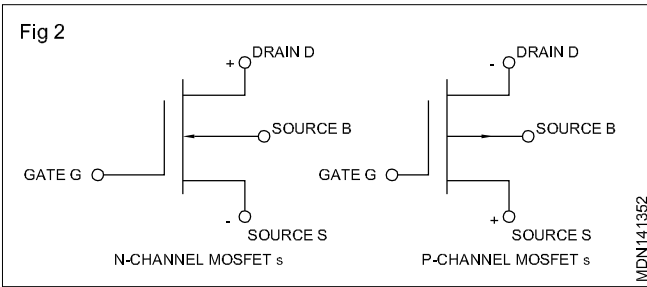 Fig 2
+ DRAIN D
SOURCE B
GATE G
-
SOURCE S
N-CHANNEL MOSFET s
- DRAIN D
SOURCE B
GATE G
+
SOURCE S
P-CHANNEL MOSFET s
MDN141352